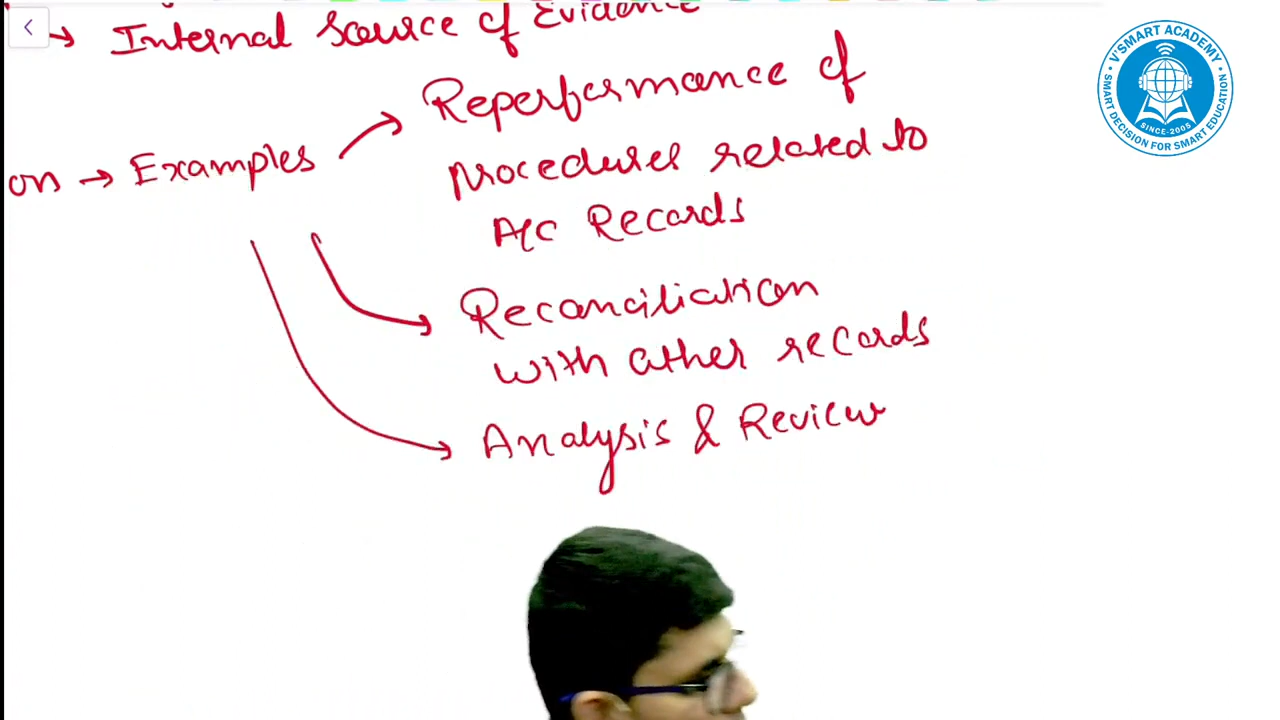 → Internal Source of Evidence
on → Examples → Reperformance of
procedures related to
A/C Records
→ Reconciliation
with other records
→ Analysis & Review
V'SMART ACADEMY
SMART DECISION FOR SMART EDUCATION
SINCE-2005